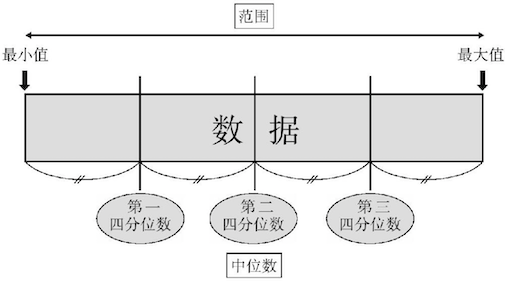 范围
最小值
最大值
数据
第一
四分位数
第二
四分位数
第三
四分位数
中位数